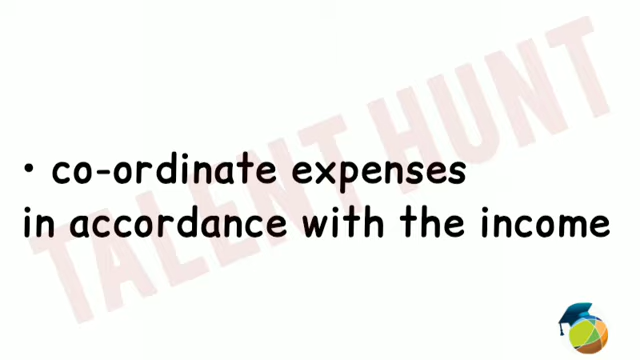 • co-ordinate expenses
in accordance with the income
TALENT HUNT